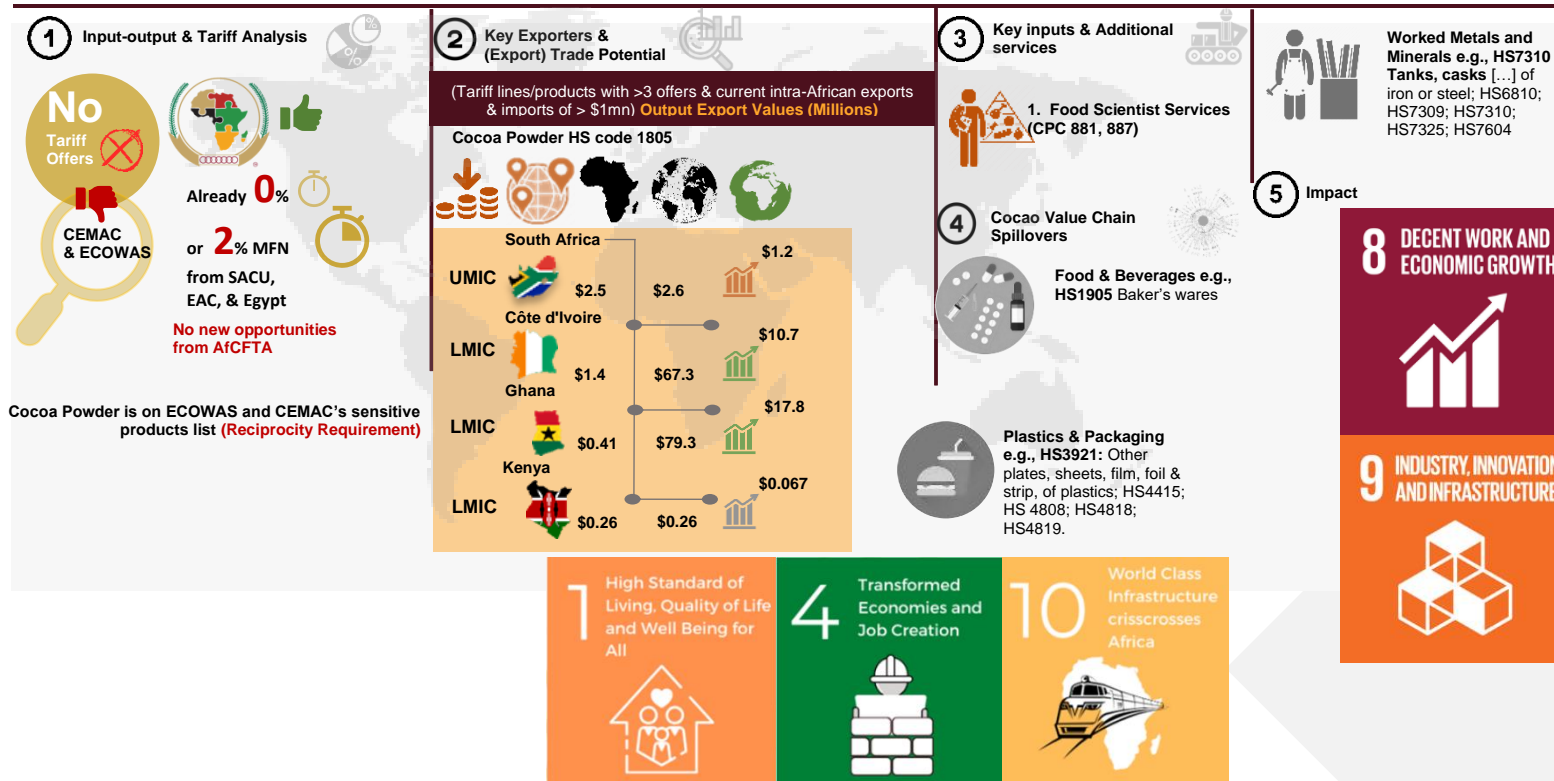 1
Input-output & Tariff Analysis
No
Tariff
Offers
CEMAC
& ECOWAS
Already 0%
or 2% MFN
from SACU,
EAC, & Egypt
No new opportunities
from AfCFTA
Cocoa Powder is on ECOWAS and CEMAC's sensitive
products list (Reciprocity Requirement)
2
Key Exporters &
(Export) Trade Potential
(Tariff lines/products with >3 offers & current intra-African exports
& imports of > $1mn) Output Export Values (Millions)
Cocoa Powder HS code 1805
South Africa
UMIC
$2.5
$2.6
$1.2
Côte d'Ivoire
LMIC
$1.4
$67.3
$10.7
Ghana
LMIC
$0.41
$79.3
$17.8
Kenya
LMIC
$0.26
$0.26
$0.067
3
Key inputs & Additional
services
1. Food Scientist Services
(CPC 881, 887)
4
Cocao Value Chain
Spillovers
Food & Beverages e.g.,
HS1905 Baker's wares
Plastics & Packaging
e.g., HS3921: Other
plates, sheets, film, foil &
strip, of plastics; HS4415;
HS 4808; HS4818;
HS4819.
Worked Metals and
Minerals e.g., HS7310
Tanks, casks [...] of
iron or steel; HS6810;
HS7309; HS7310;
HS7325; HS7604
5
Impact
8
DECENT WORK AND
ECONOMIC GROWTH
9
INDUSTRY, INNOVATION
AND INFRASTRUCTURE
1
High Standard of
Living, Quality of Life
and Well Being for
All
4
Transformed
Economies and
Job Creation
10
World Class
Infrastructure
crisscrosses
Africa